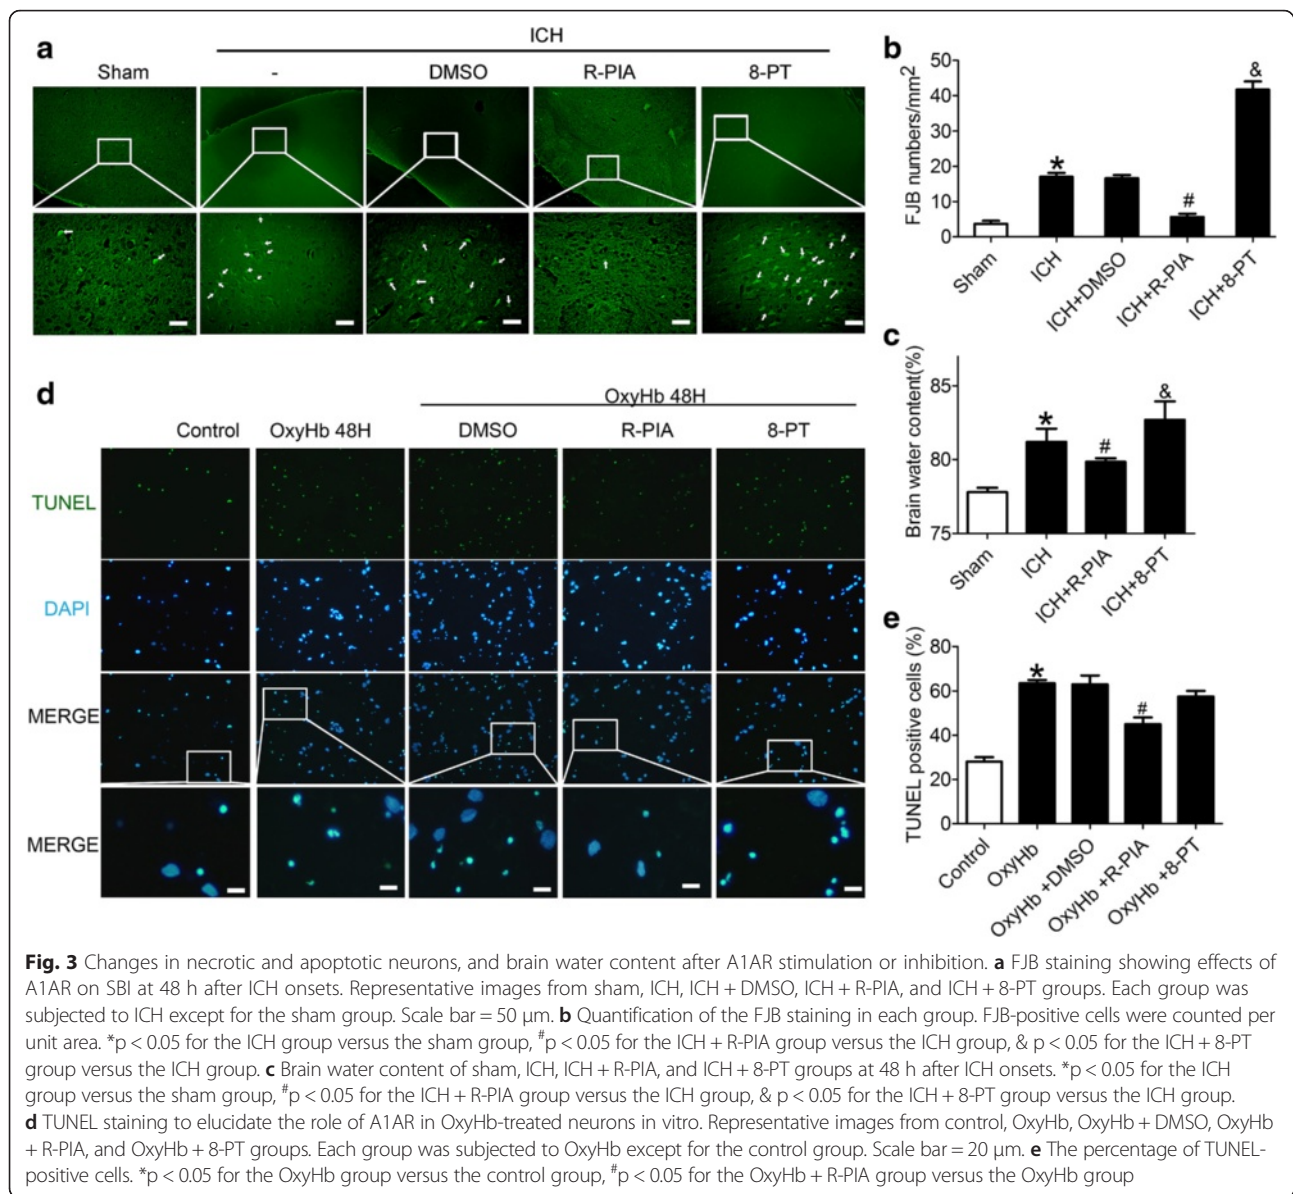 a
ICH
Sham - DMSO R-PIA 8-PT
b
FJB numbers/mm2
50
40
30
20
10
0
*
#
&
Sham
ICH
ICH+DMSO
ICH+R-PIA
ICH+8-PT
c
Brain water content(%)
85
80
75
*
#
&
Sham
ICH
ICH+R-PIA
ICH+8-PT
d
OxyHb 48H
Control OxyHb 48H DMSO R-PIA 8-PT
TUNEL
DAPI
MERGE
MERGE
e
TUNEL positive cells (%)
80
60
40
20
0
*
#
Control
OxyHb
OxyHb +DMSO
OxyHb +R-PIA
OxyHb +8-PT
Fig. 3 Changes in necrotic and apoptotic neurons, and brain water content after A1AR stimulation or inhibition. a FJB staining showing effects of
A1AR on SBI at 48 h after ICH onsets. Representative images from sham, ICH, ICH + DMSO, ICH + R-PIA, and ICH + 8-PT groups. Each group was
subjected to ICH except for the sham group. Scale bar = 50 μm. b Quantification of the FJB staining in each group. FJB-positive cells were counted per
unit area. *p < 0.05 for the ICH group versus the sham group, #p < 0.05 for the ICH + R-PIA group versus the ICH group, & p < 0.05 for the ICH + 8-PT
group versus the ICH group. c Brain water content of sham, ICH, ICH + R-PIA, and ICH + 8-PT groups at 48 h after ICH onsets. *p < 0.05 for the ICH
group versus the sham group, #p < 0.05 for the ICH + R-PIA group versus the ICH group, & p < 0.05 for the ICH + 8-PT group versus the ICH group.
d TUNEL staining to elucidate the role of A1AR in OxyHb-treated neurons in vitro. Representative images from control, OxyHb, OxyHb + DMSO, OxyHb
+ R-PIA, and OxyHb + 8-PT groups. Each group was subjected to OxyHb except for the control group. Scale bar = 20 μm. e The percentage of TUNEL-
positive cells. *p < 0.05 for the OxyHb group versus the control group, #p < 0.05 for the OxyHb + R-PIA group versus the OxyHb group